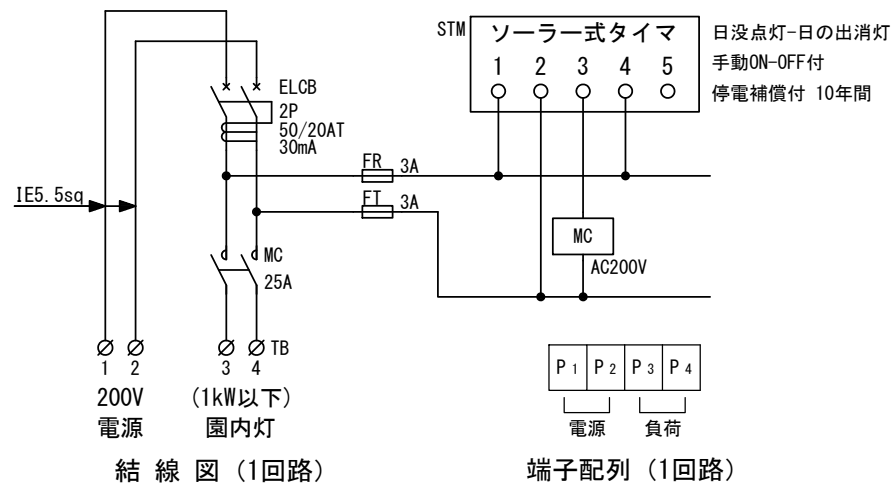 ELCB
2P
50/20AT
30mA
IE5.5sq
FR 3A
FT 3A
MC
25A
TB
1 2 3 4
200V (1kW以下)
電源 園内灯
結 線 図 (1回路)
STM
ソーラー式タイマ
1 2 3 4 5
日没点灯-日の出消灯
手動ON-OFF付
停電補償付 10年間
MC
AC200V
P1 P2 P3 P4
電源 負荷
端子配列 (1回路)